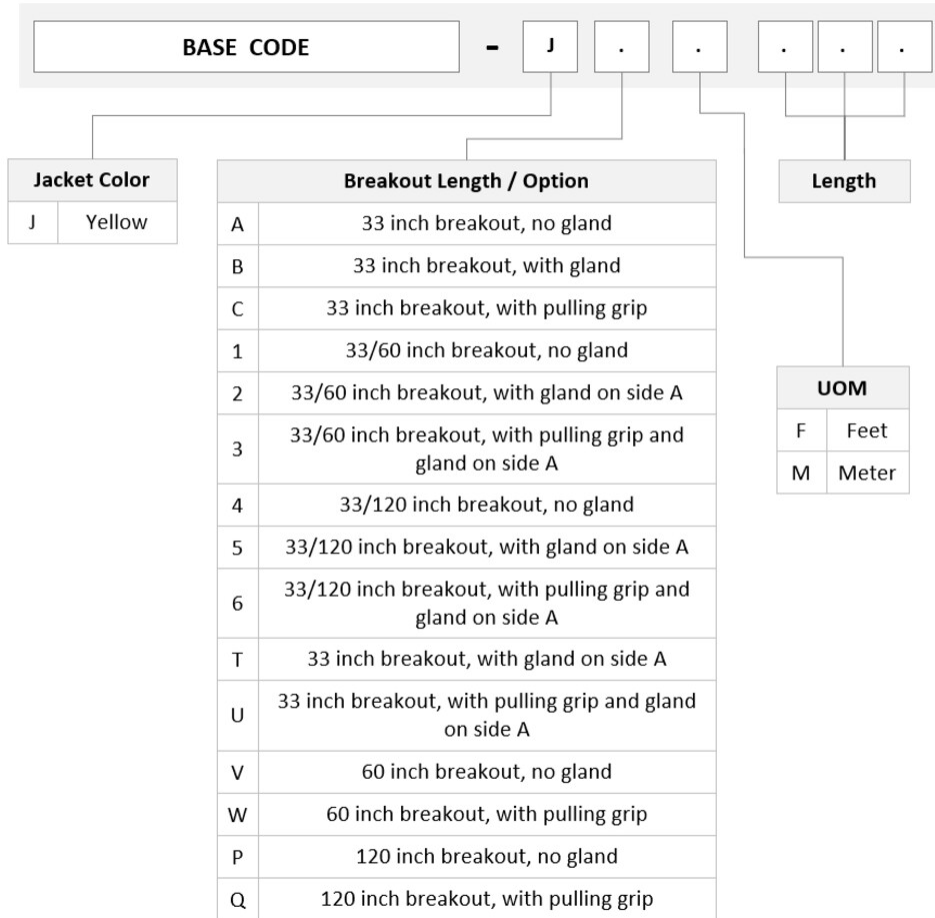 BASE CODE - J . . . . .
Jacket Color
J Yellow
Breakout Length / Option
A 33 inch breakout, no gland
B 33 inch breakout, with gland
C 33 inch breakout, with pulling grip
1 33/60 inch breakout, no gland
2 33/60 inch breakout, with gland on side A
3 33/60 inch breakout, with pulling grip and
gland on side A
4 33/120 inch breakout, no gland
5 33/120 inch breakout, with gland on side A
6 33/120 inch breakout, with pulling grip and
gland on side A
T 33 inch breakout, with gland on side A
U 33 inch breakout, with pulling grip and gland
on side A
V 60 inch breakout, no gland
W 60 inch breakout, with pulling grip
P 120 inch breakout, no gland
Q 120 inch breakout, with pulling grip
Length
UOM
F Feet
M Meter